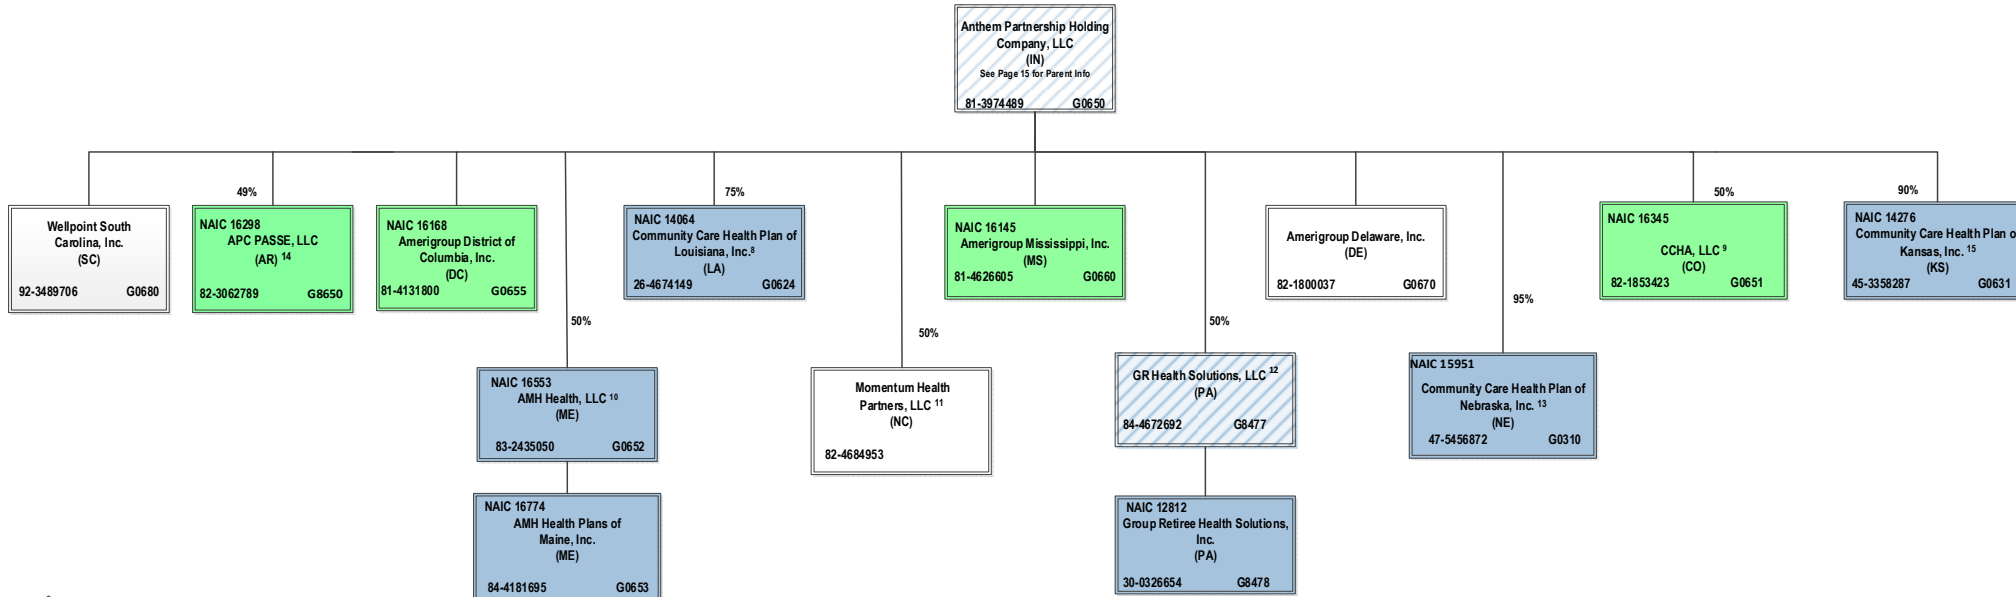 Anthem Partnership Holding
Company, LLC
(IN)
See Page 15 for Parent Info
81-3974489 G0650
49%
75%
50%
90%
Wellpoint South
Carolina, Inc.
(SC)
92-3489706 G0680
NAIC 16298
APC PASSE, LLC
(AR) 14
82-3062789 G8650
NAIC 16168
Amerigroup District of
Columbia, Inc.
(DC)
81-4131800 G0655
NAIC 14064
Community Care Health Plan of
Louisiana, Inc.8
(LA)
26-4674149 G0624
NAIC 16145
Amerigroup Mississippi, Inc.
(MS)
81-4626605 G0660
Amerigroup Delaware, Inc.
(DE)
82-1800037 G0670
NAIC 16345
CCHA, LLC 9
(CO)
82-1853423 G0651
NAIC 14276
Community Care Health Plan o
Kansas, Inc. 15
(KS)
45-3358287 G0631
50%
50%
50%
95%
NAIC 16553
AMH Health, LLC 10
(ME)
83-2435050 G0652
Momentum Health
Partners, LLC 11
(NC)
82-4684953
GR Health Solutions, LLC 12
(PA)
84-4672692 G8477
NAIC 15951
Community Care Health Plan of
Nebraska, Inc. 13
(NE)
47-5456872 G0310
NAIC 16774
AMH Health Plans of
Maine, Inc.
(ME)
84-4181695 G0653
NAIC 12812
Group Retiree Health Solutions,
Inc.
(PA)
30-0326654 G8478